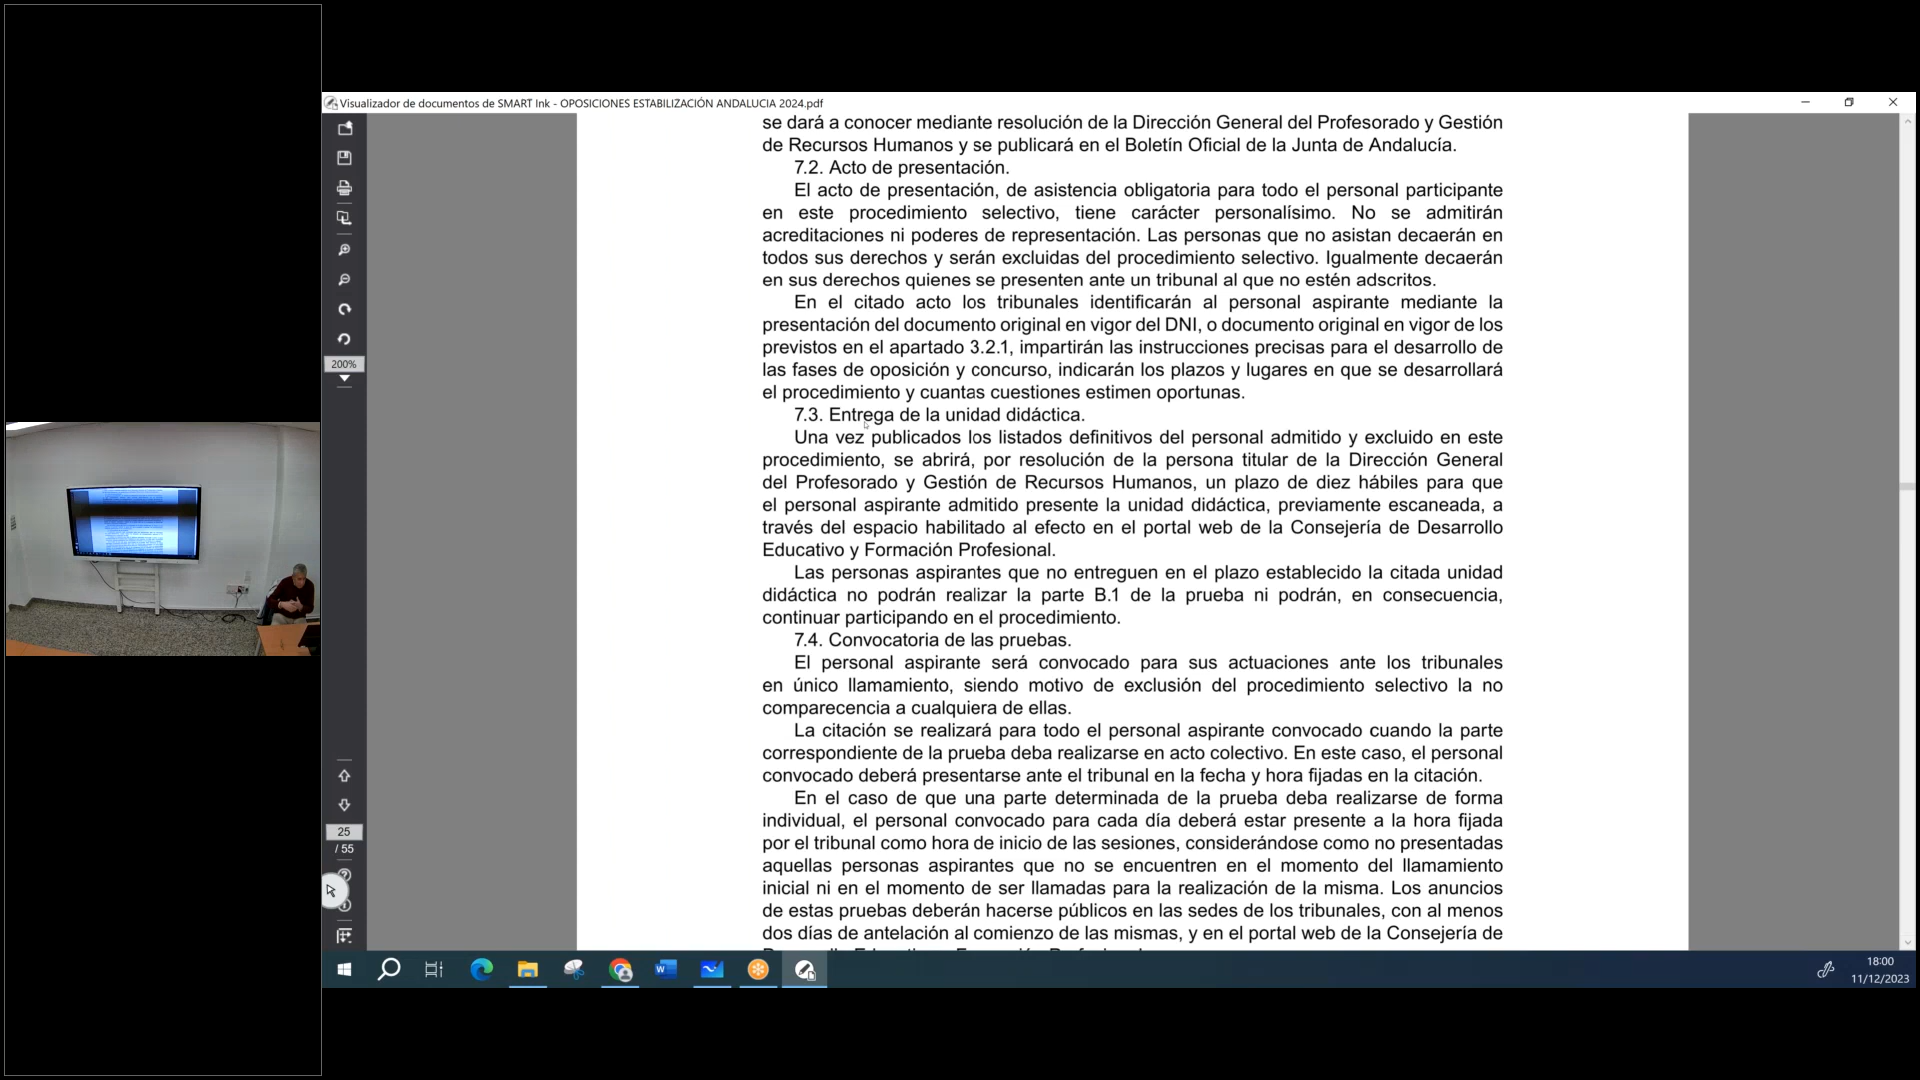 Visualizador de documentos de SMART Ink - OPOSICIONES ESTABILIZACIÓN ANDALUCIA 2024.pdf
se dará a conocer mediante resolución de la Dirección General del Profesorado y Gestión
de Recursos Humanos y se publicará en el Boletín Oficial de la Junta de Andalucía.
7.2. Acto de presentación.
El acto de presentación, de asistencia obligatoria para todo el personal participante
en este procedimiento selectivo, tiene carácter personalísimo. No se admitirán
acreditaciones ni poderes de representación. Las personas que no asistan decaerán en
todos sus derechos y serán excluidas del procedimiento selectivo. Igualmente decaerán
en sus derechos quienes se presenten ante un tribunal al que no estén adscritos.
En el citado acto los tribunales identificarán al personal aspirante mediante la
presentación del documento original en vigor del DNI, o documento original en vigor de los
previstos en el apartado 3.2.1, impartirán las instrucciones precisas para el desarrollo de
las fases de oposición y concurso, indicarán los plazos y lugares en que se desarrollará
el procedimiento y cuantas cuestiones estimen oportunas.
7.3. Entrega de la unidad didáctica.
Una vez publicados los listados definitivos del personal admitido y excluido en este
procedimiento, se abrirá, por resolución de la persona titular de la Dirección General
del Profesorado y Gestión de Recursos Humanos, un plazo de diez hábiles para que
el personal aspirante admitido presente la unidad didáctica, previamente escaneada, a
través del espacio habilitado al efecto en el portal web de la Consejería de Desarrollo
Educativo y Formación Profesional.
Las personas aspirantes que no entreguen en el plazo establecido la citada unidad
didáctica no podrán realizar la parte B.1 de la prueba ni podrán, en consecuencia,
continuar participando en el procedimiento.
7.4. Convocatoria de las pruebas.
El personal aspirante será convocado para sus actuaciones ante los tribunales
en único llamamiento, siendo motivo de exclusión del procedimiento selectivo la no
comparecencia a cualquiera de ellas.
La citación se realizará para todo el personal aspirante convocado cuando la parte
correspondiente de la prueba deba realizarse en acto colectivo. En este caso, el personal
convocado deberá presentarse ante el tribunal en la fecha y hora fijadas en la citación.
En el caso de que una parte determinada de la prueba deba realizarse de forma
individual, el personal convocado para cada día deberá estar presente a la hora fijada
por el tribunal como hora de inicio de las sesiones, considerándose como no presentadas
aquellas personas aspirantes que no se encuentren en el momento del llamamiento
inicial ni en el momento de ser llamadas para la realización de la misma. Los anuncios
de estas pruebas deberán hacerse públicos en las sedes de los tribunales, con al menos
dos días de antelación al comienzo de las mismas, y en el portal web de la Consejería de
200%
25
/ 55
18:00
11/12/2023